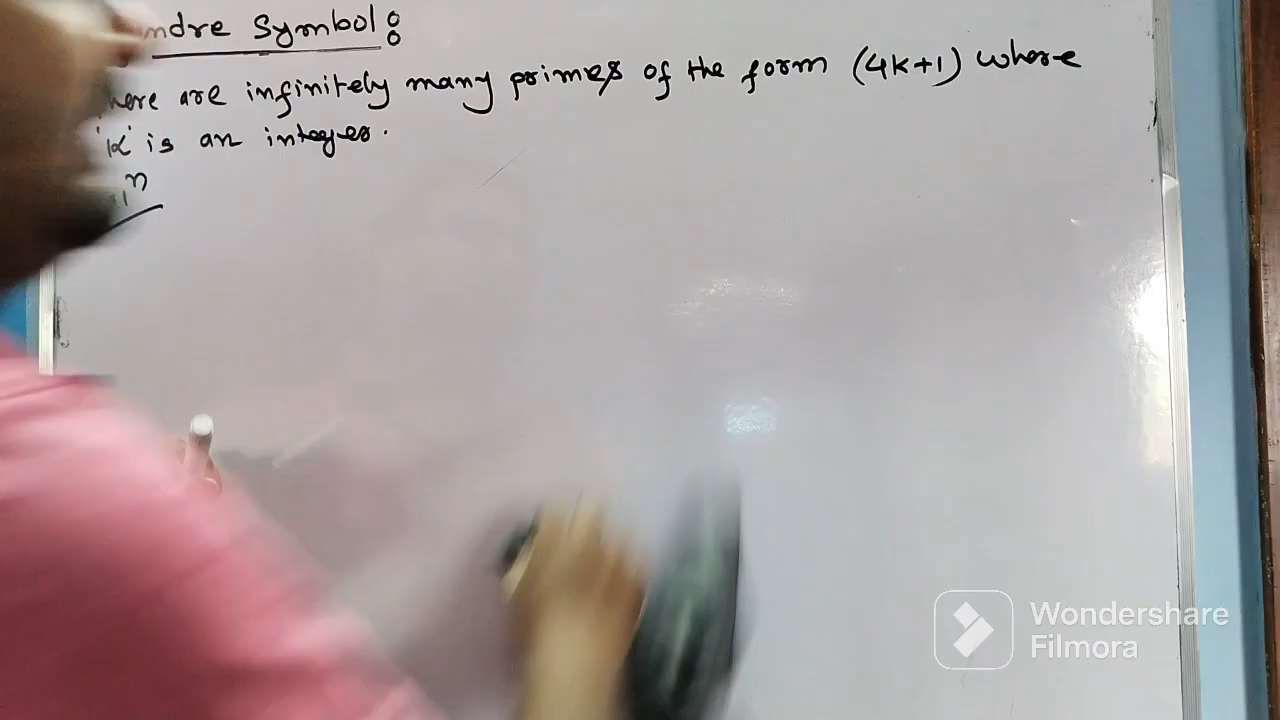 ndre Symbol:
here are infinitely many primes of the form (4k+1) where
'k' is an integer.
Wondershare
Filmora